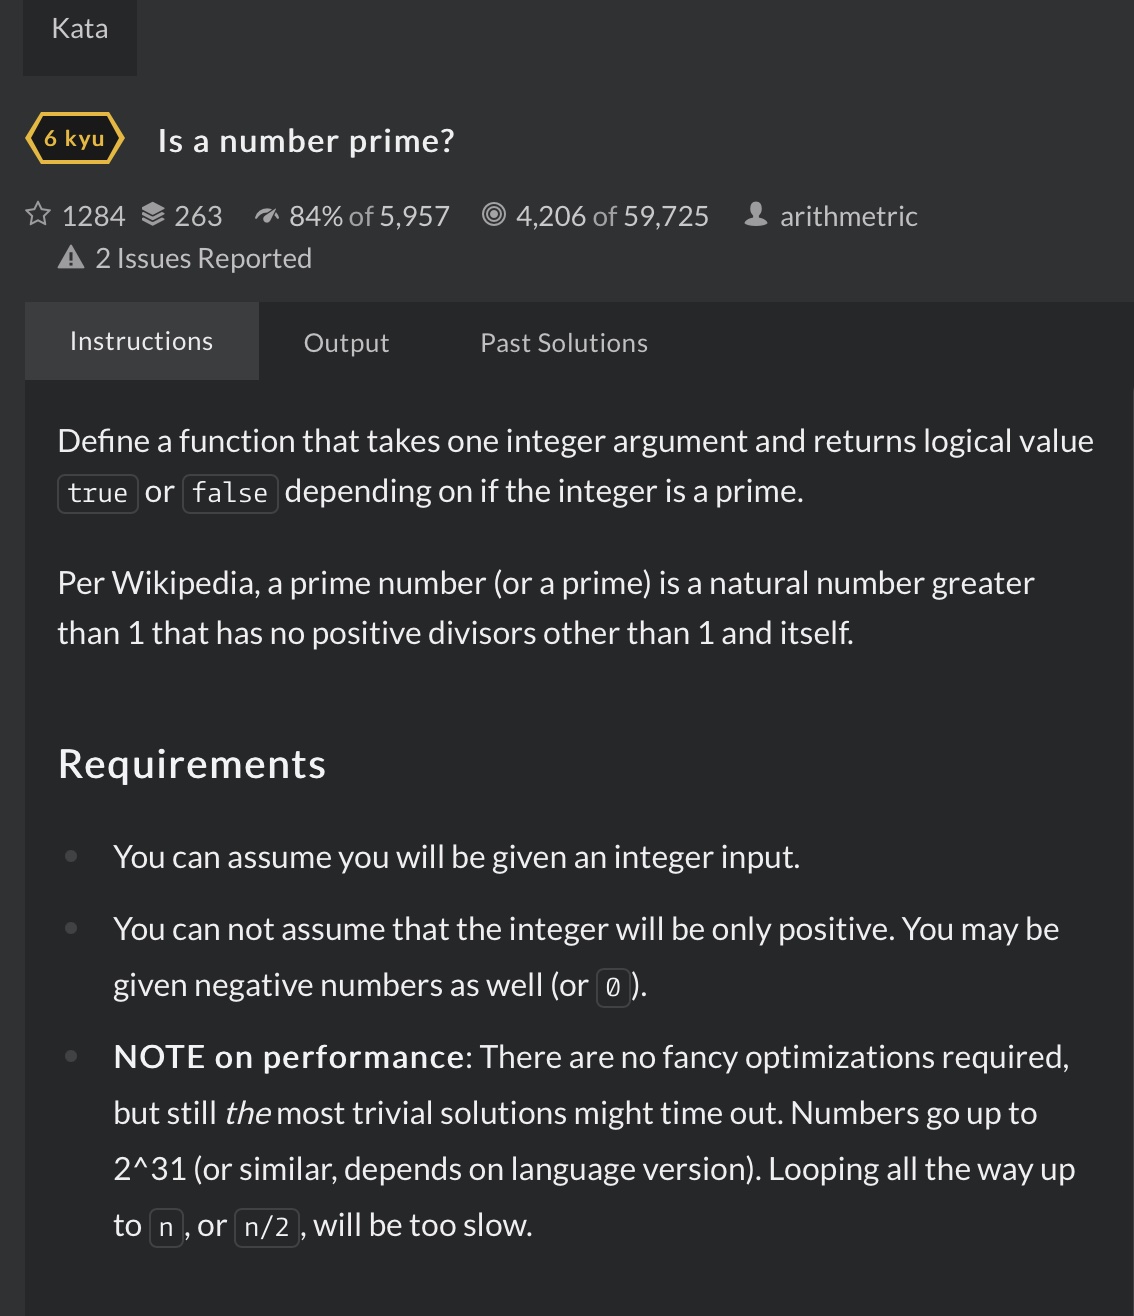 Kata
6 kyu Is a number prime?
1284 263 84% of 5,957 4,206 of 59,725 arithmetric
2 Issues Reported
Instructions Output Past Solutions
Define a function that takes one integer argument and returns logical value
true or false depending on if the integer is a prime.
Per Wikipedia, a prime number (or a prime) is a natural number greater
than 1 that has no positive divisors other than 1 and itself.
Requirements
You can assume you will be given an integer input.
You can not assume that the integer will be only positive. You may be
given negative numbers as well (or 0).
NOTE on performance: There are no fancy optimizations required,
but still the most trivial solutions might time out. Numbers go up to
2^31 (or similar, depends on language version). Looping all the way up
to n, or n/2, will be too slow.